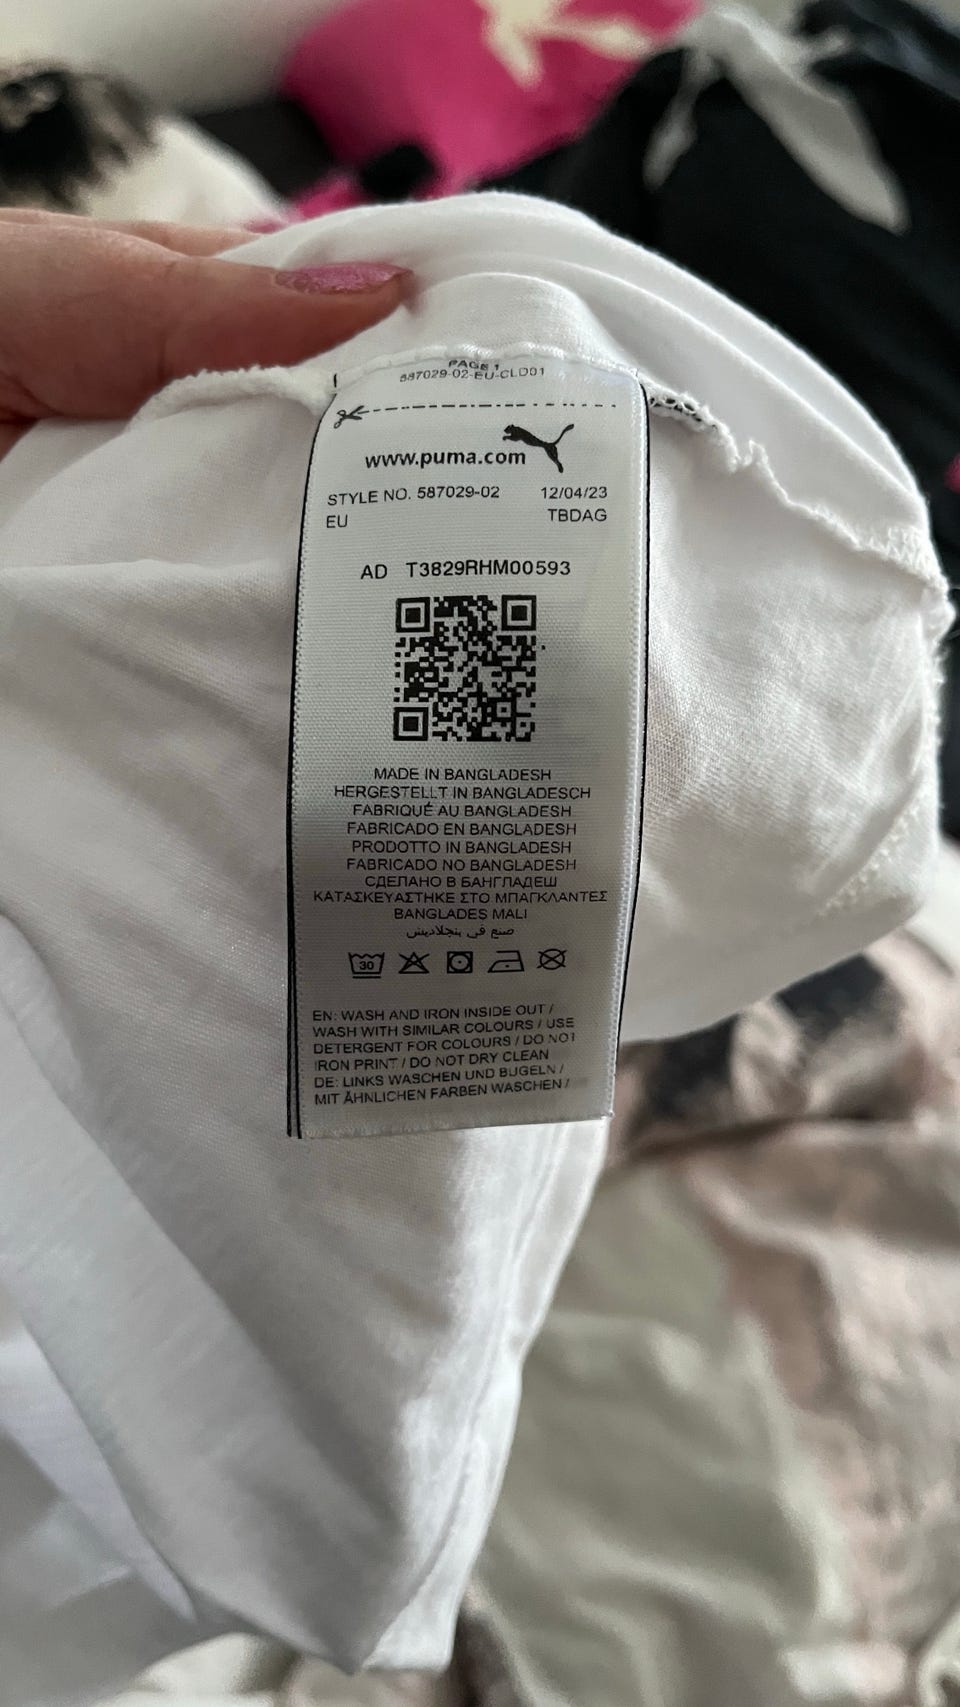 PAGE 1
587029-02-EU-CLD01
www.puma.com
STYLE NO. 587029-02 12/04/23
EU TBDAG
AD T3829RHM00593
MADE IN BANGLADESH
HERGESTELLT IN BANGLADESCH
FABRIQUÉ AU BANGLADESH
FABRICADO EN BANGLADESH
PRODOTTO IN BANGLADESH
FABRICADO NO BANGLADESH
СДЕЛАНО В БАНГЛАДЕШ
ΚΑΤΑΣΚΕΥΑΣΤΗΚΕ ΣΤΟ ΜΠΑΓΚΛΑΝΤΕΣ
BANGLADES MALI
صنع في بنجلاديش
30
EN: WASH AND IRON INSIDE OUT /
WASH WITH SIMILAR COLOURS / USE
DETERGENT FOR COLOURS / DO NOT
IRON PRINT / DO NOT DRY CLEAN
DE: LINKS WASCHEN UND BÜGELN /
MIT ÄHNLICHEN FARBEN WASCHEN /